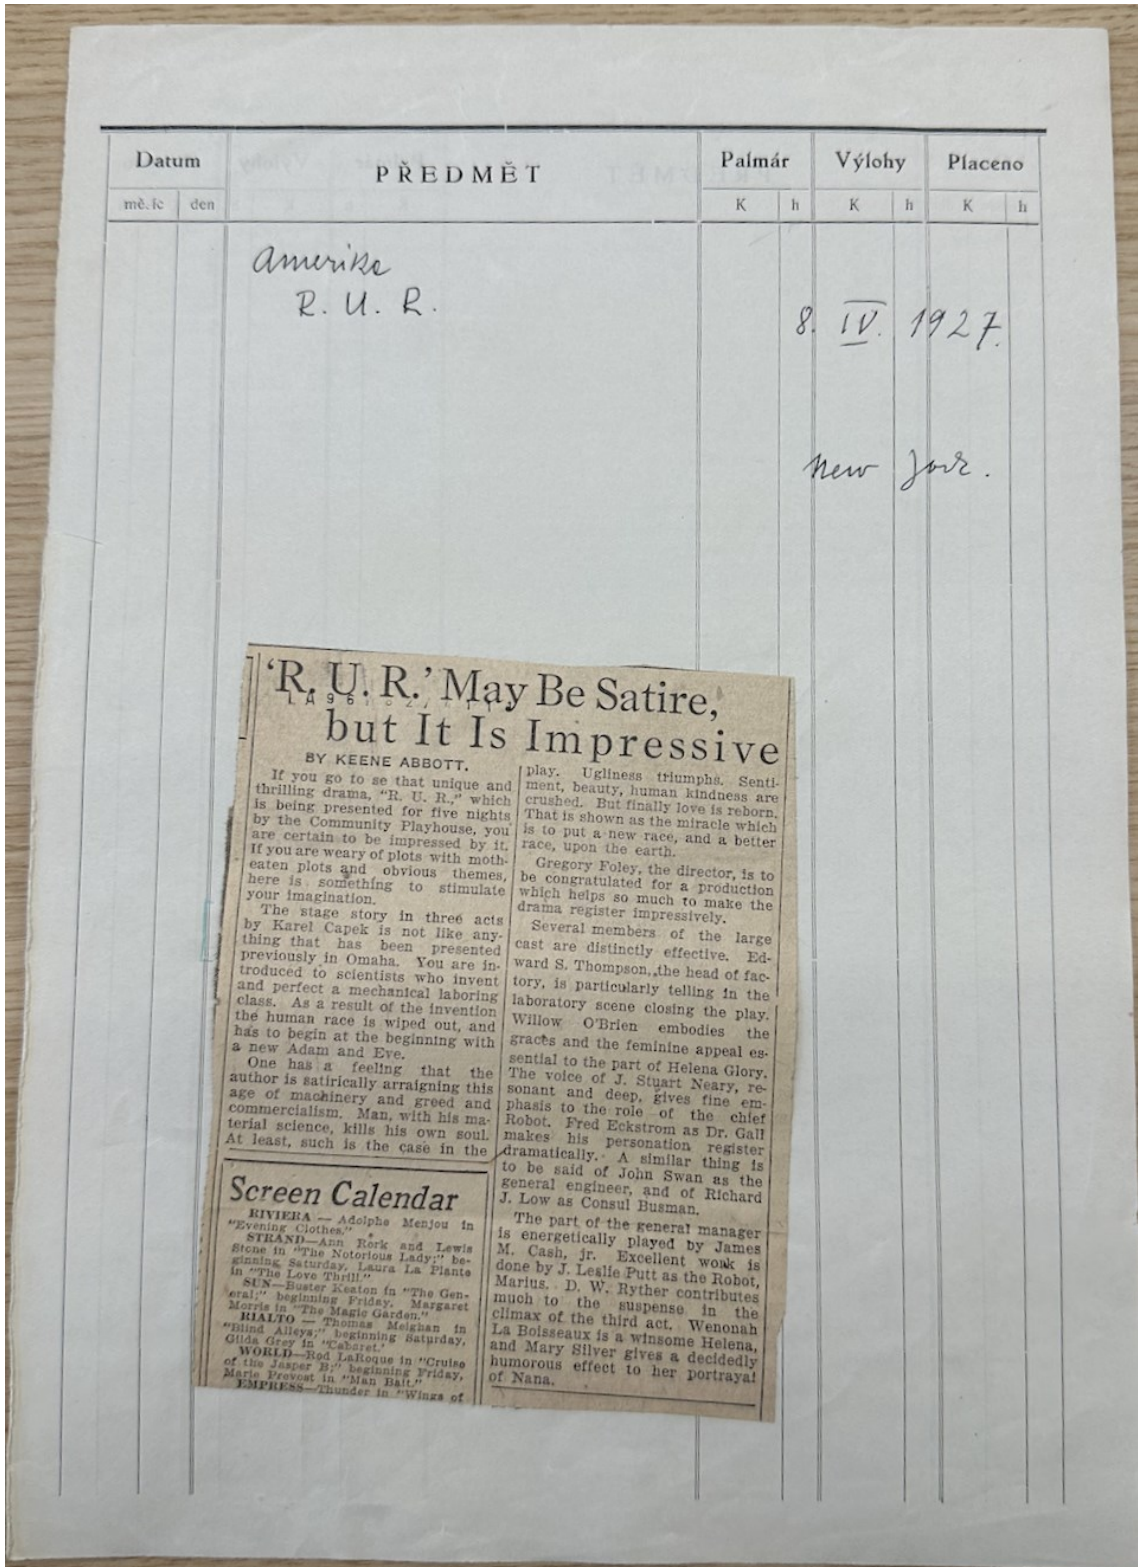 Datum
PŘEDMĚT
Palmár
Výlohy
Placeno
den
K
h
K
h
K
h
Amerika
R. U. R.
8. IV. 1927.
New York.
‘R. U. R.’ May Be Satire,
but It Is Impressive
BY KEENE ABBOTT.
If you go to se that unique and
thrilling drama, “R. U. R.,” which
is being presented for five nights
by the Community Playhouse, you
are certain to be impressed by it.
If you are weary of plots with moth-
eaten plots and obvious themes,
here is something to stimulate
your imagination.
The stage story in three acts
by Karel Capek is not like any-
thing that has been presented
previously in Omaha. You are in-
troduced to scientists who invent
and perfect a mechanical laboring
class. As a result of the invention
the human race is wiped out, and
has to begin at the beginning with
a new Adam and Eve.
One has a feeling that the
author is satirically arraigning this
age of machinery and greed and
commercialism. Man, with his ma-
terial science, kills his own soul.
At least, such is the case in the
play. Ugliness triumphs. Senti-
ment, beauty, human kindness are
crushed. But finally love is reborn.
That is shown as the miracle which
is to put a new race, and a better
race, upon the earth.
Gregory Foley, the director, is to
be congratulated for a production
which helps so much to make the
drama register impressively.
Several members of the large
cast are distinctly effective. Ed-
ward S. Thompson, the head of fac-
tory, is particularly telling in the
laboratory scene closing the play.
Willow O’Brien embodies the
graces and the feminine appeal es-
sential to the part of Helena Glory.
The voice of J. Stuart Neary, re-
sonant and deep, gives fine em-
phasis to the role of the chief
Robot. Fred Eckstrom as Dr. Gall
makes his personation register
dramatically. A similar thing is
to be said of John Swan as the
general engineer, and of Richard
J. Low as Consul Busman.
The part of the general manager
is energetically played by James
M. Cash, jr. Excellent work is
done by J. Leslie Putt as the Robot,
Marius. D. W. Ryther contributes
much to the suspense in the
climax of the third act. Wenonah
La Boisseaux is a winsome Helena,
and Mary Silver gives a decidedly
humorous effect to her portrayal
of Nana.
Screen Calendar
RIVIERA — Adolphe Menjou in
“Evening Clothes.”
STRAND—Ann Rork and Lewis
Stone in “The Notorious Lady;” be-
ginning Saturday, Laura La Plante
in “The Love Thrill.”
SUN—Buster Keaton in “The Gen-
eral;” beginning Friday, Margaret
Morris in “The Magic Garden.”
RIALTO — Thomas Meighan in
“Blind Alleys;” beginning Saturday,
Gilda Grey in “Cabaret.’
WORLD—Rod LaRoque in “Cruise
of the Jasper B;” beginning Friday,
Marie Prevost in “Man Bait.”
EMPRESS—Thunder in “Wings of